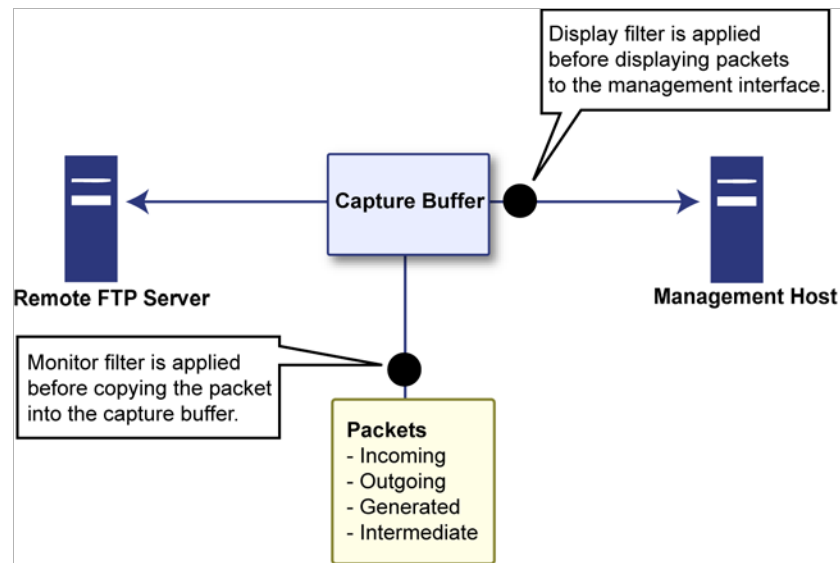 Display filter is applied
before displaying packets
to the management interface.
Capture Buffer
Remote FTP Server
Management Host
Monitor filter is applied
before copying the packet
into the capture buffer.
Packets
- Incoming
- Outgoing
- Generated
- Intermediate